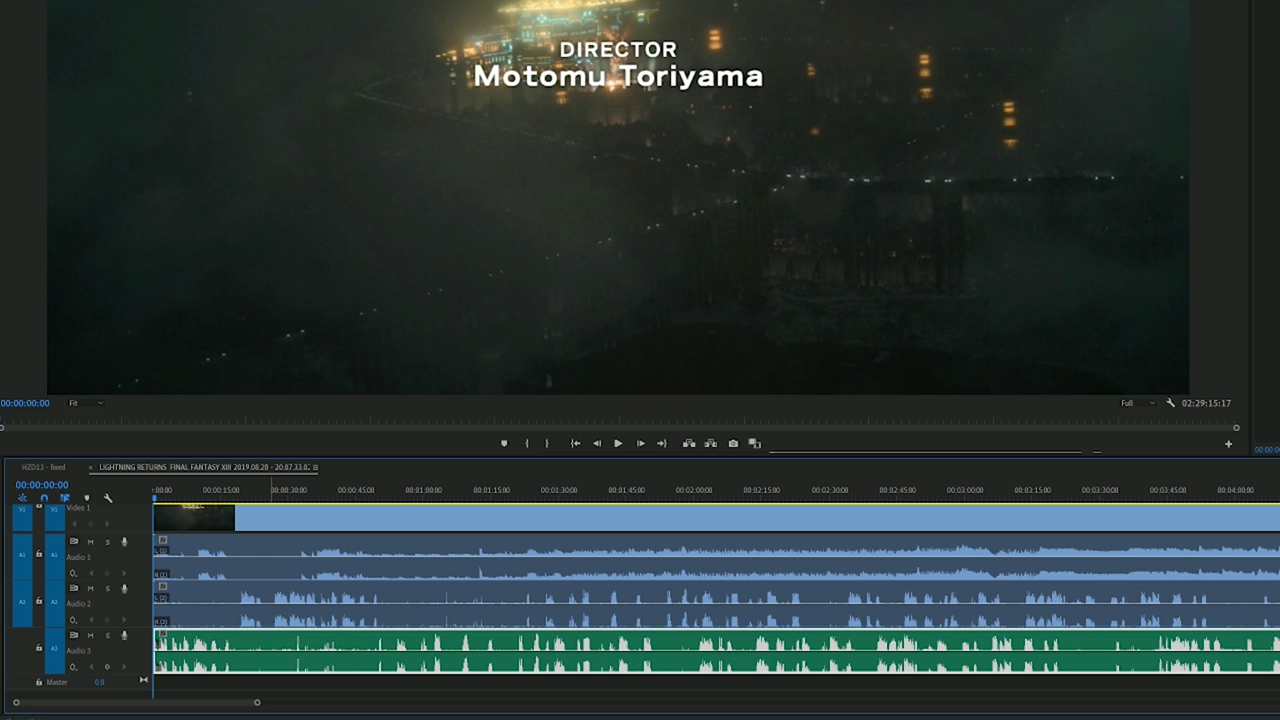 DIRECTOR
Motomu Toriyama
00:00:00:00
Fit
Full
02:29:15:17
HZD13 - fixed
× LIGHTNING RETURNS FINAL FANTASY XIII 2019.08.20 - 20.07.33.02
00:00:00:00
:00:00 00:00:15:00 00:00:30:00 00:00:45:00 00:01:00:00 00:01:15:00 00:01:30:00 00:01:45:00 00:02:00:00 00:02:15:00 00:02:30:00 00:02:45:00 00:03:00:00 00:03:15:00 00:03:30:00 00:03:45:00 00:04:00:00
V1 V1 Video 1
A1 A1 M S
Audio 1
A2 A2 M S
Audio 2
A3 M S
Audio 3
Master 0.0